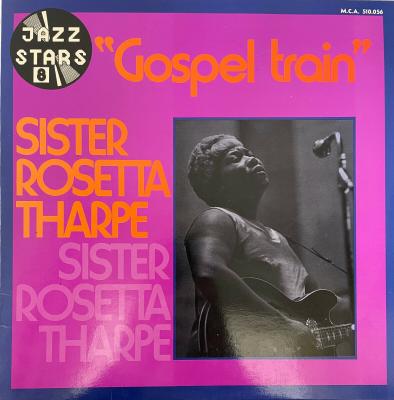 M.C.A. 510.056
JAZZ
STARS
8
"Gospel train"
SISTER
ROSETTA
THARPE
SISTER
ROSETTA
THARPE